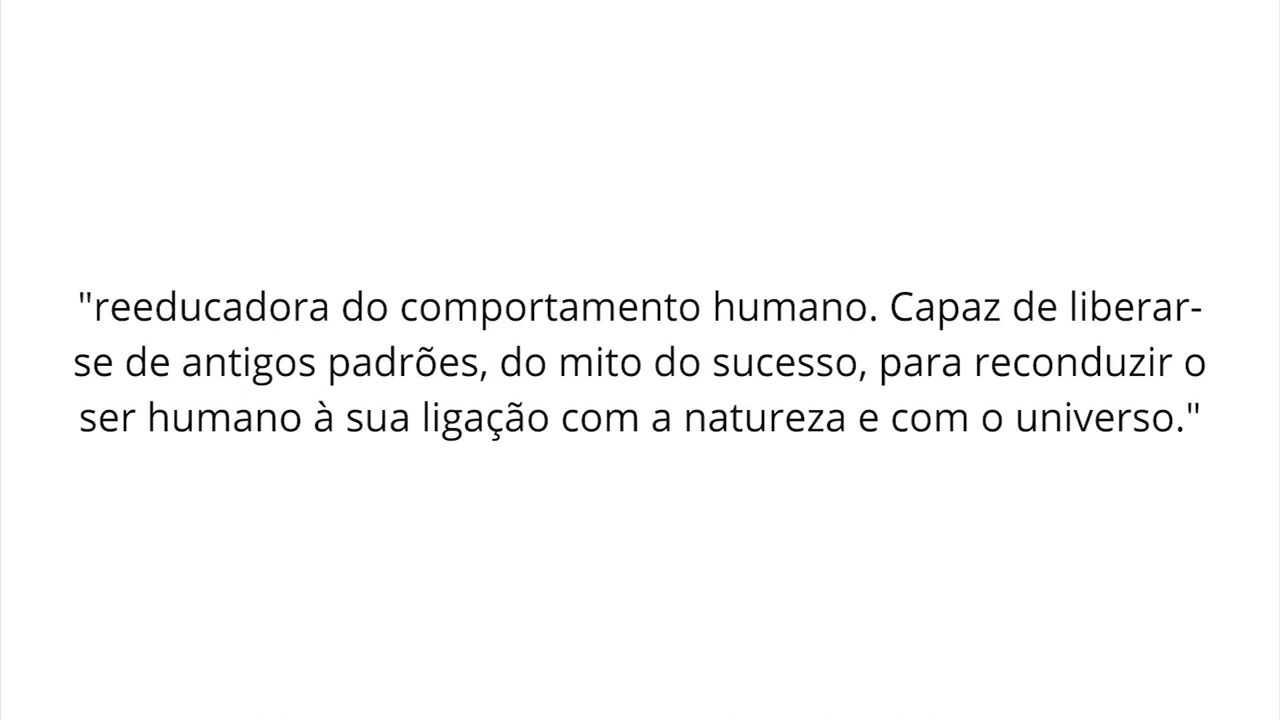 "reeducadora do comportamento humano. Capaz de liberar-
se de antigos padrões, do mito do sucesso, para reconduzir o
ser humano à sua ligação com a natureza e com o universo."